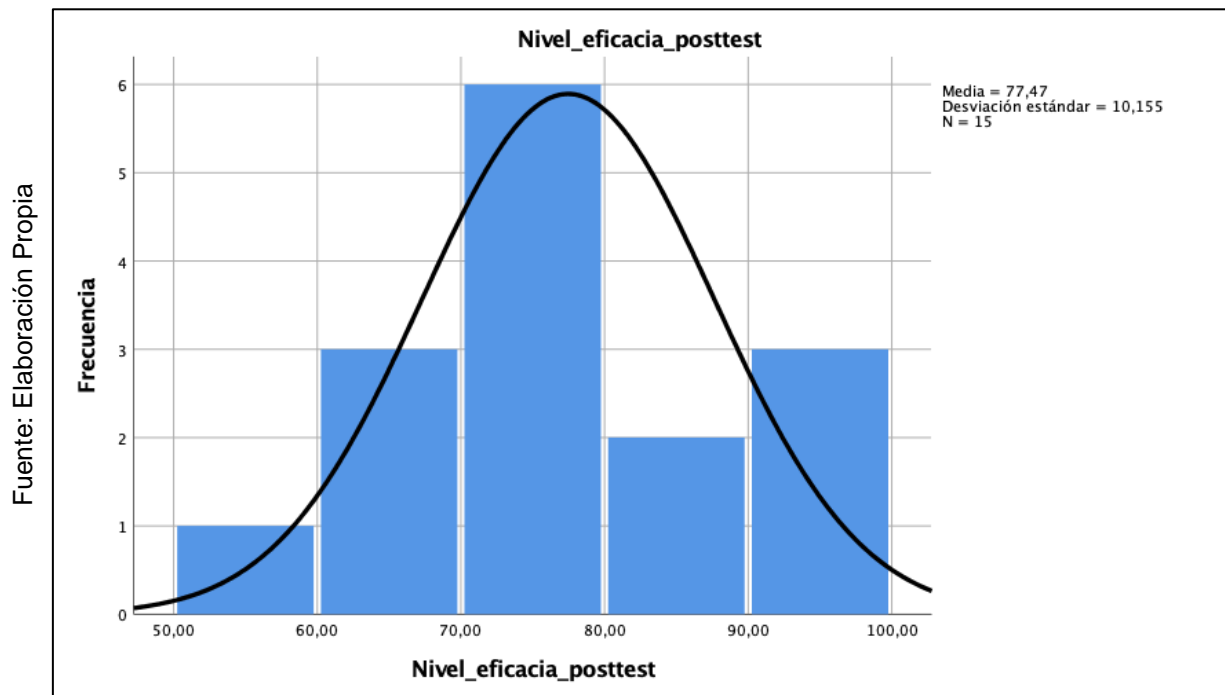 Nivel_eficacia_posttest
Media = 77,47
Desviación estándar = 10,155
N = 15
Fuente: Elaboración Propia
Frecuencia
6
5
4
3
2
1
0
50,00 60,00 70,00 80,00 90,00 100,00
Nivel_eficacia_posttest